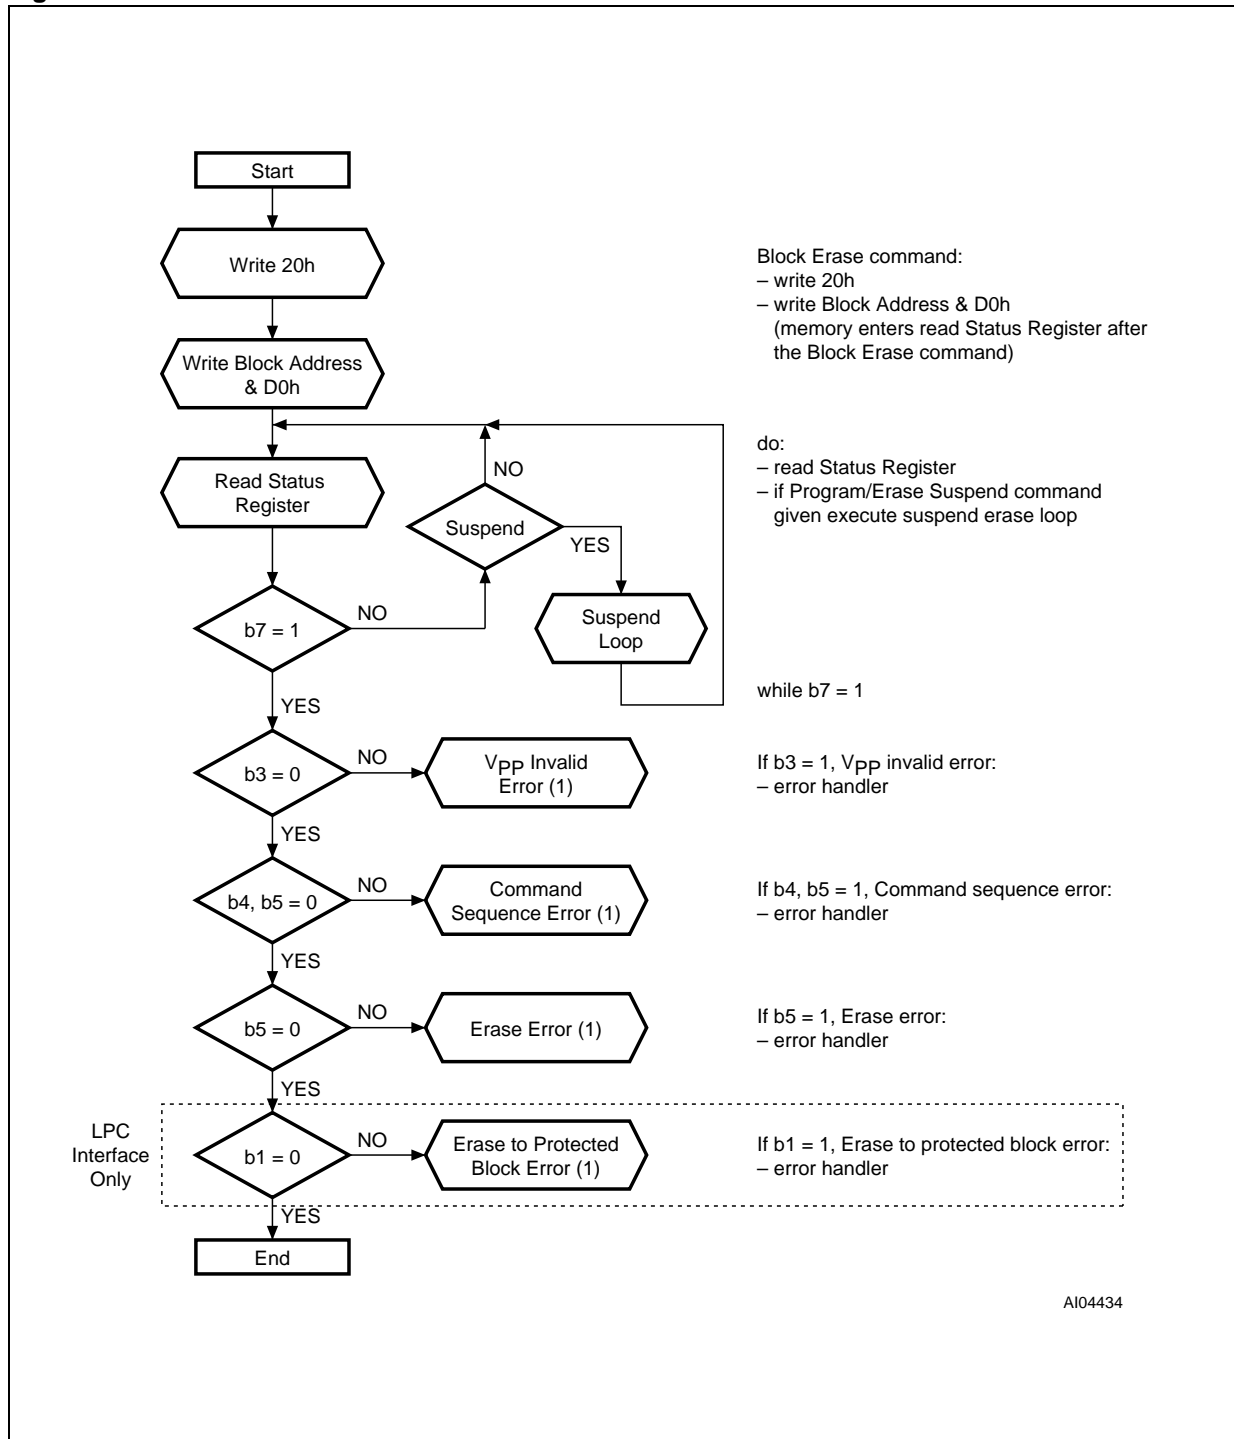 Start
Write 20h
Block Erase command:
– write 20h
– write Block Address & D0h
(memory enters read Status Register after
the Block Erase command)
Write Block Address
& D0h
do:
– read Status Register
– if Program/Erase Suspend command
given execute suspend erase loop
Read Status
Register
NO
Suspend
YES
Suspend
Loop
b7 = 1
NO
while b7 = 1
YES
b3 = 0
NO
VPP Invalid
Error (1)
If b3 = 1, VPP invalid error:
– error handler
YES
b4, b5 = 0
NO
Command
Sequence Error (1)
If b4, b5 = 1, Command sequence error:
– error handler
YES
b5 = 0
NO
Erase Error (1)
If b5 = 1, Erase error:
– error handler
YES
LPC
Interface
Only
b1 = 0
NO
Erase to Protected
Block Error (1)
If b1 = 1, Erase to protected block error:
– error handler
YES
End
AI04434